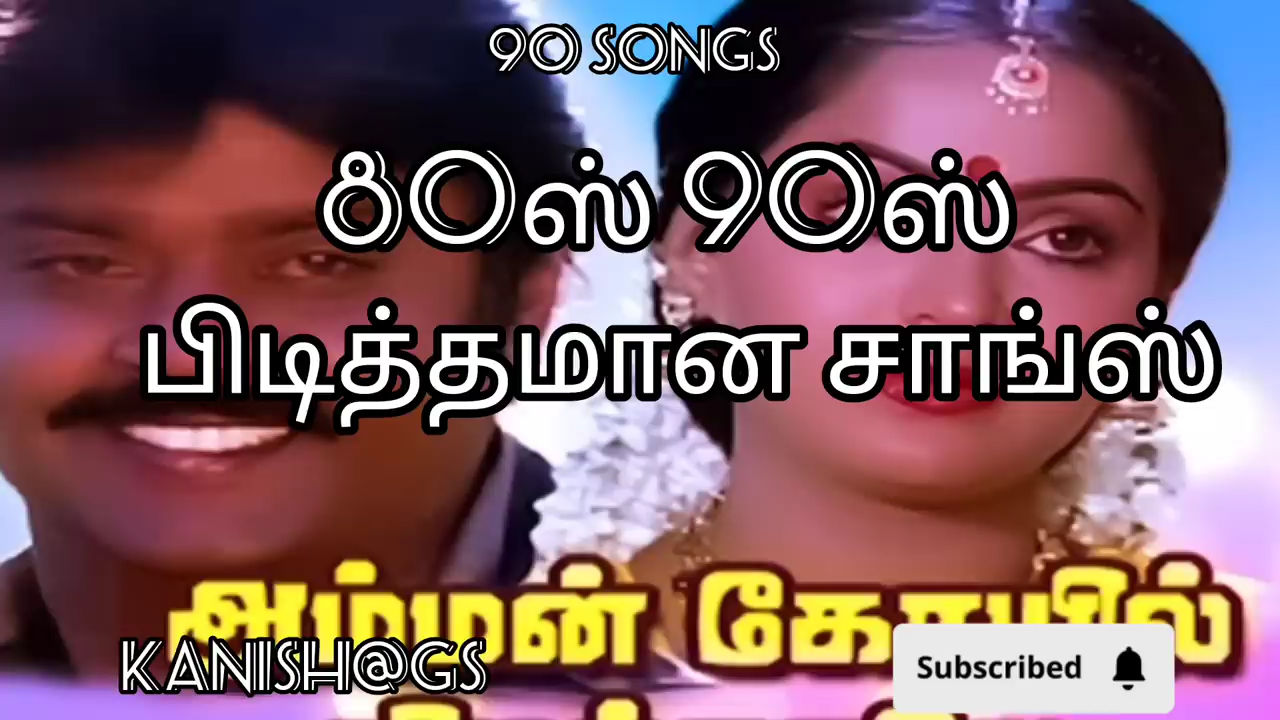 90 SONGS
80ஸ் 90ஸ்
பிடித்தமான சாங்ஸ்
அம்மன் கோயில்
KANISH@GS
Subscribed